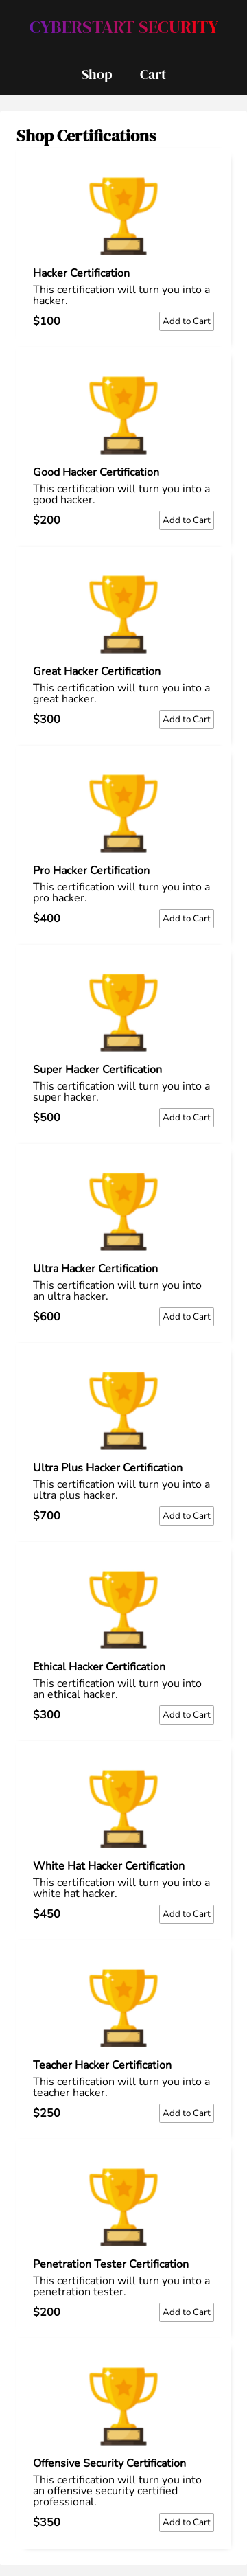 CYBERSTART SECURITY
Shop Cart
Shop Certifications
Hacker Certification
This certification will turn you into a
hacker.
$100 Add to Cart
Good Hacker Certification
This certification will turn you into a
good hacker.
$200 Add to Cart
Great Hacker Certification
This certification will turn you into a
great hacker.
$300 Add to Cart
Pro Hacker Certification
This certification will turn you into a
pro hacker.
$400 Add to Cart
Super Hacker Certification
This certification will turn you into a
super hacker.
$500 Add to Cart
Ultra Hacker Certification
This certification will turn you into
an ultra hacker.
$600 Add to Cart
Ultra Plus Hacker Certification
This certification will turn you into a
ultra plus hacker.
$700 Add to Cart
Ethical Hacker Certification
This certification will turn you into
an ethical hacker.
$300 Add to Cart
White Hat Hacker Certification
This certification will turn you into a
white hat hacker.
$450 Add to Cart
Teacher Hacker Certification
This certification will turn you into a
teacher hacker.
$250 Add to Cart
Penetration Tester Certification
This certification will turn you into a
penetration tester.
$200 Add to Cart
Offensive Security Certification
This certification will turn you into
an offensive security certified
professional.
$350 Add to Cart